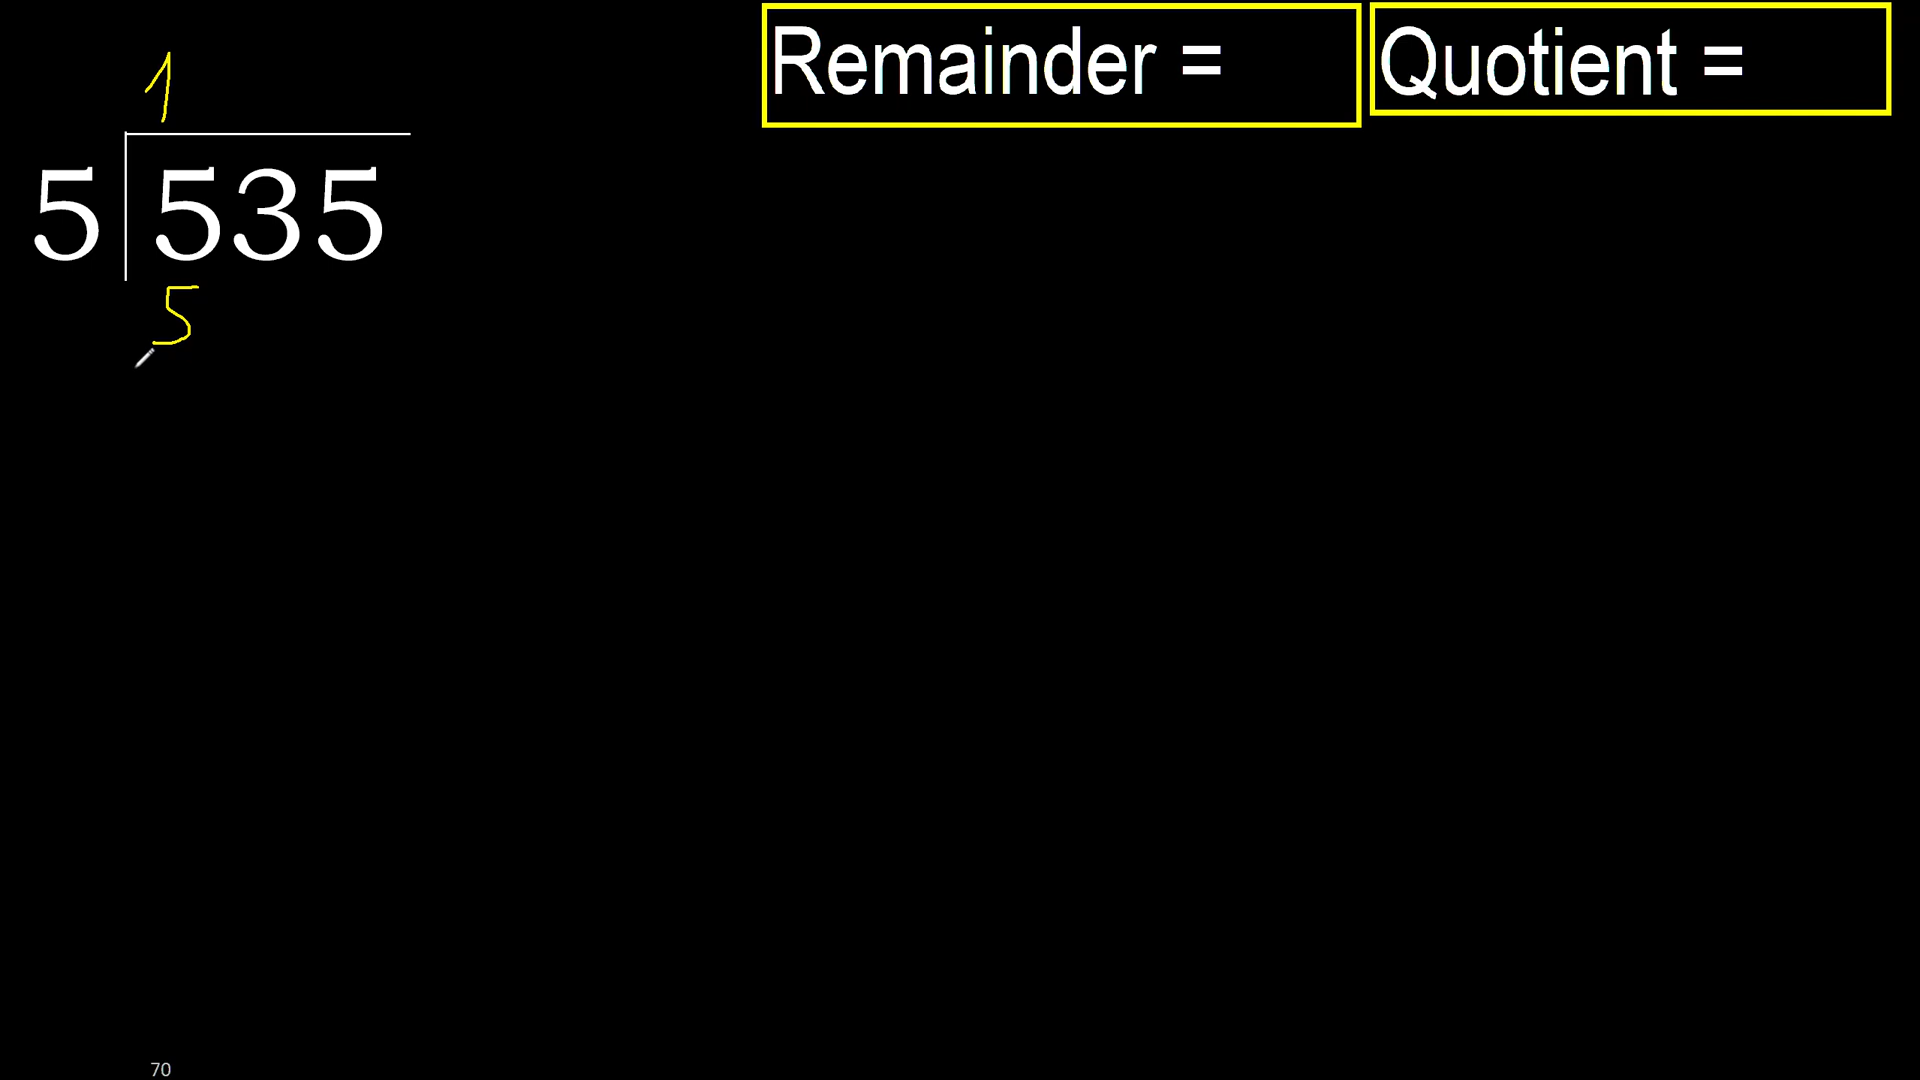 Remainder = Quotient =
1
5 535
5
70